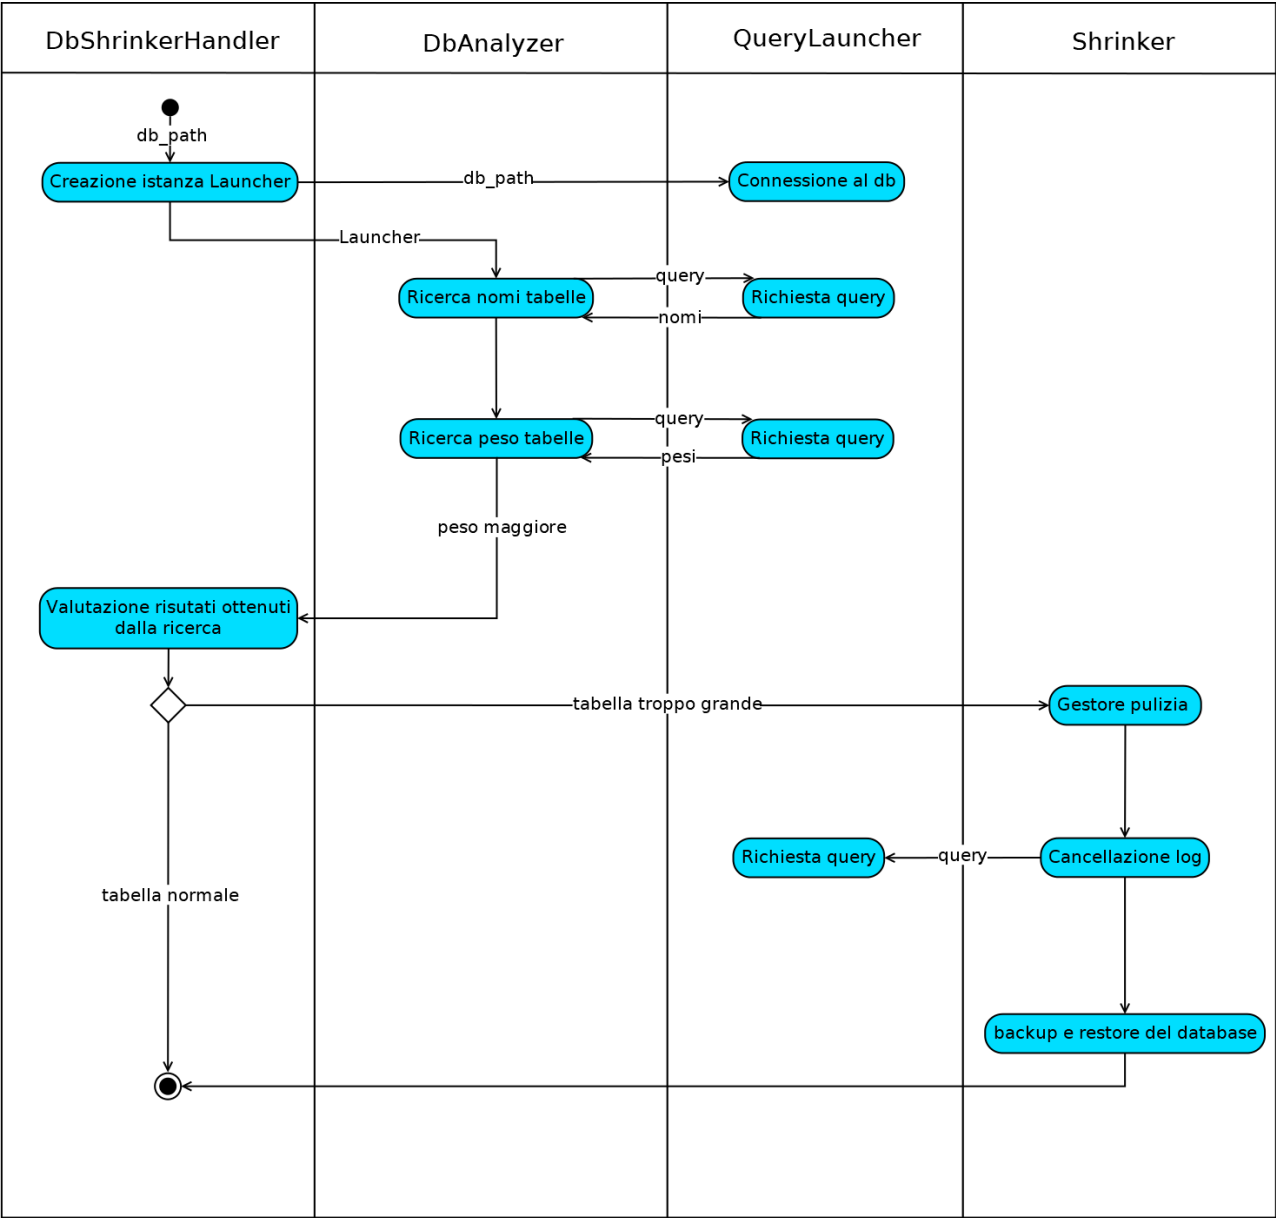 DbShrinkerHandler
DbAnalyzer
QueryLauncher
Shrinker
db_path
Creazione istanza Launcher
db_path
Connessione al db
Launcher
Ricerca nomi tabelle
query
Richiesta query
nomi
Ricerca peso tabelle
query
Richiesta query
pesi
peso maggiore
Valutazione risutati ottenuti
dalla ricerca
tabella troppo grande
Gestore pulizia
Richiesta query
query
Cancellazione log
tabella normale
backup e restore del database